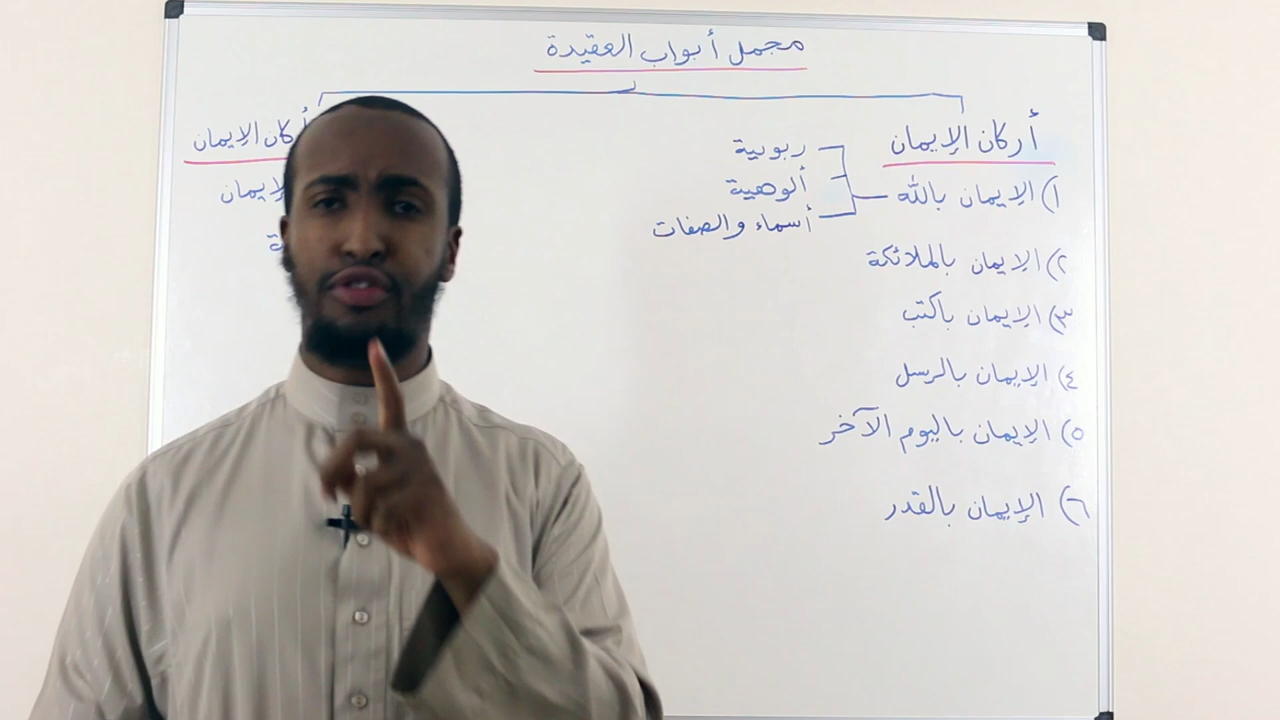 مجمل أبواب العقيدة
أركان الإيمان
١) الإيمان بالله
ربوبية
ألوهية
أسماء والصفات
٢) الإيمان بالملائكة
٣) الإيمان باكتب
٤) الإيمان بالرسل
٥) الإيمان باليوم الآخر
٦) الإيمان بالقدر
الإيمان